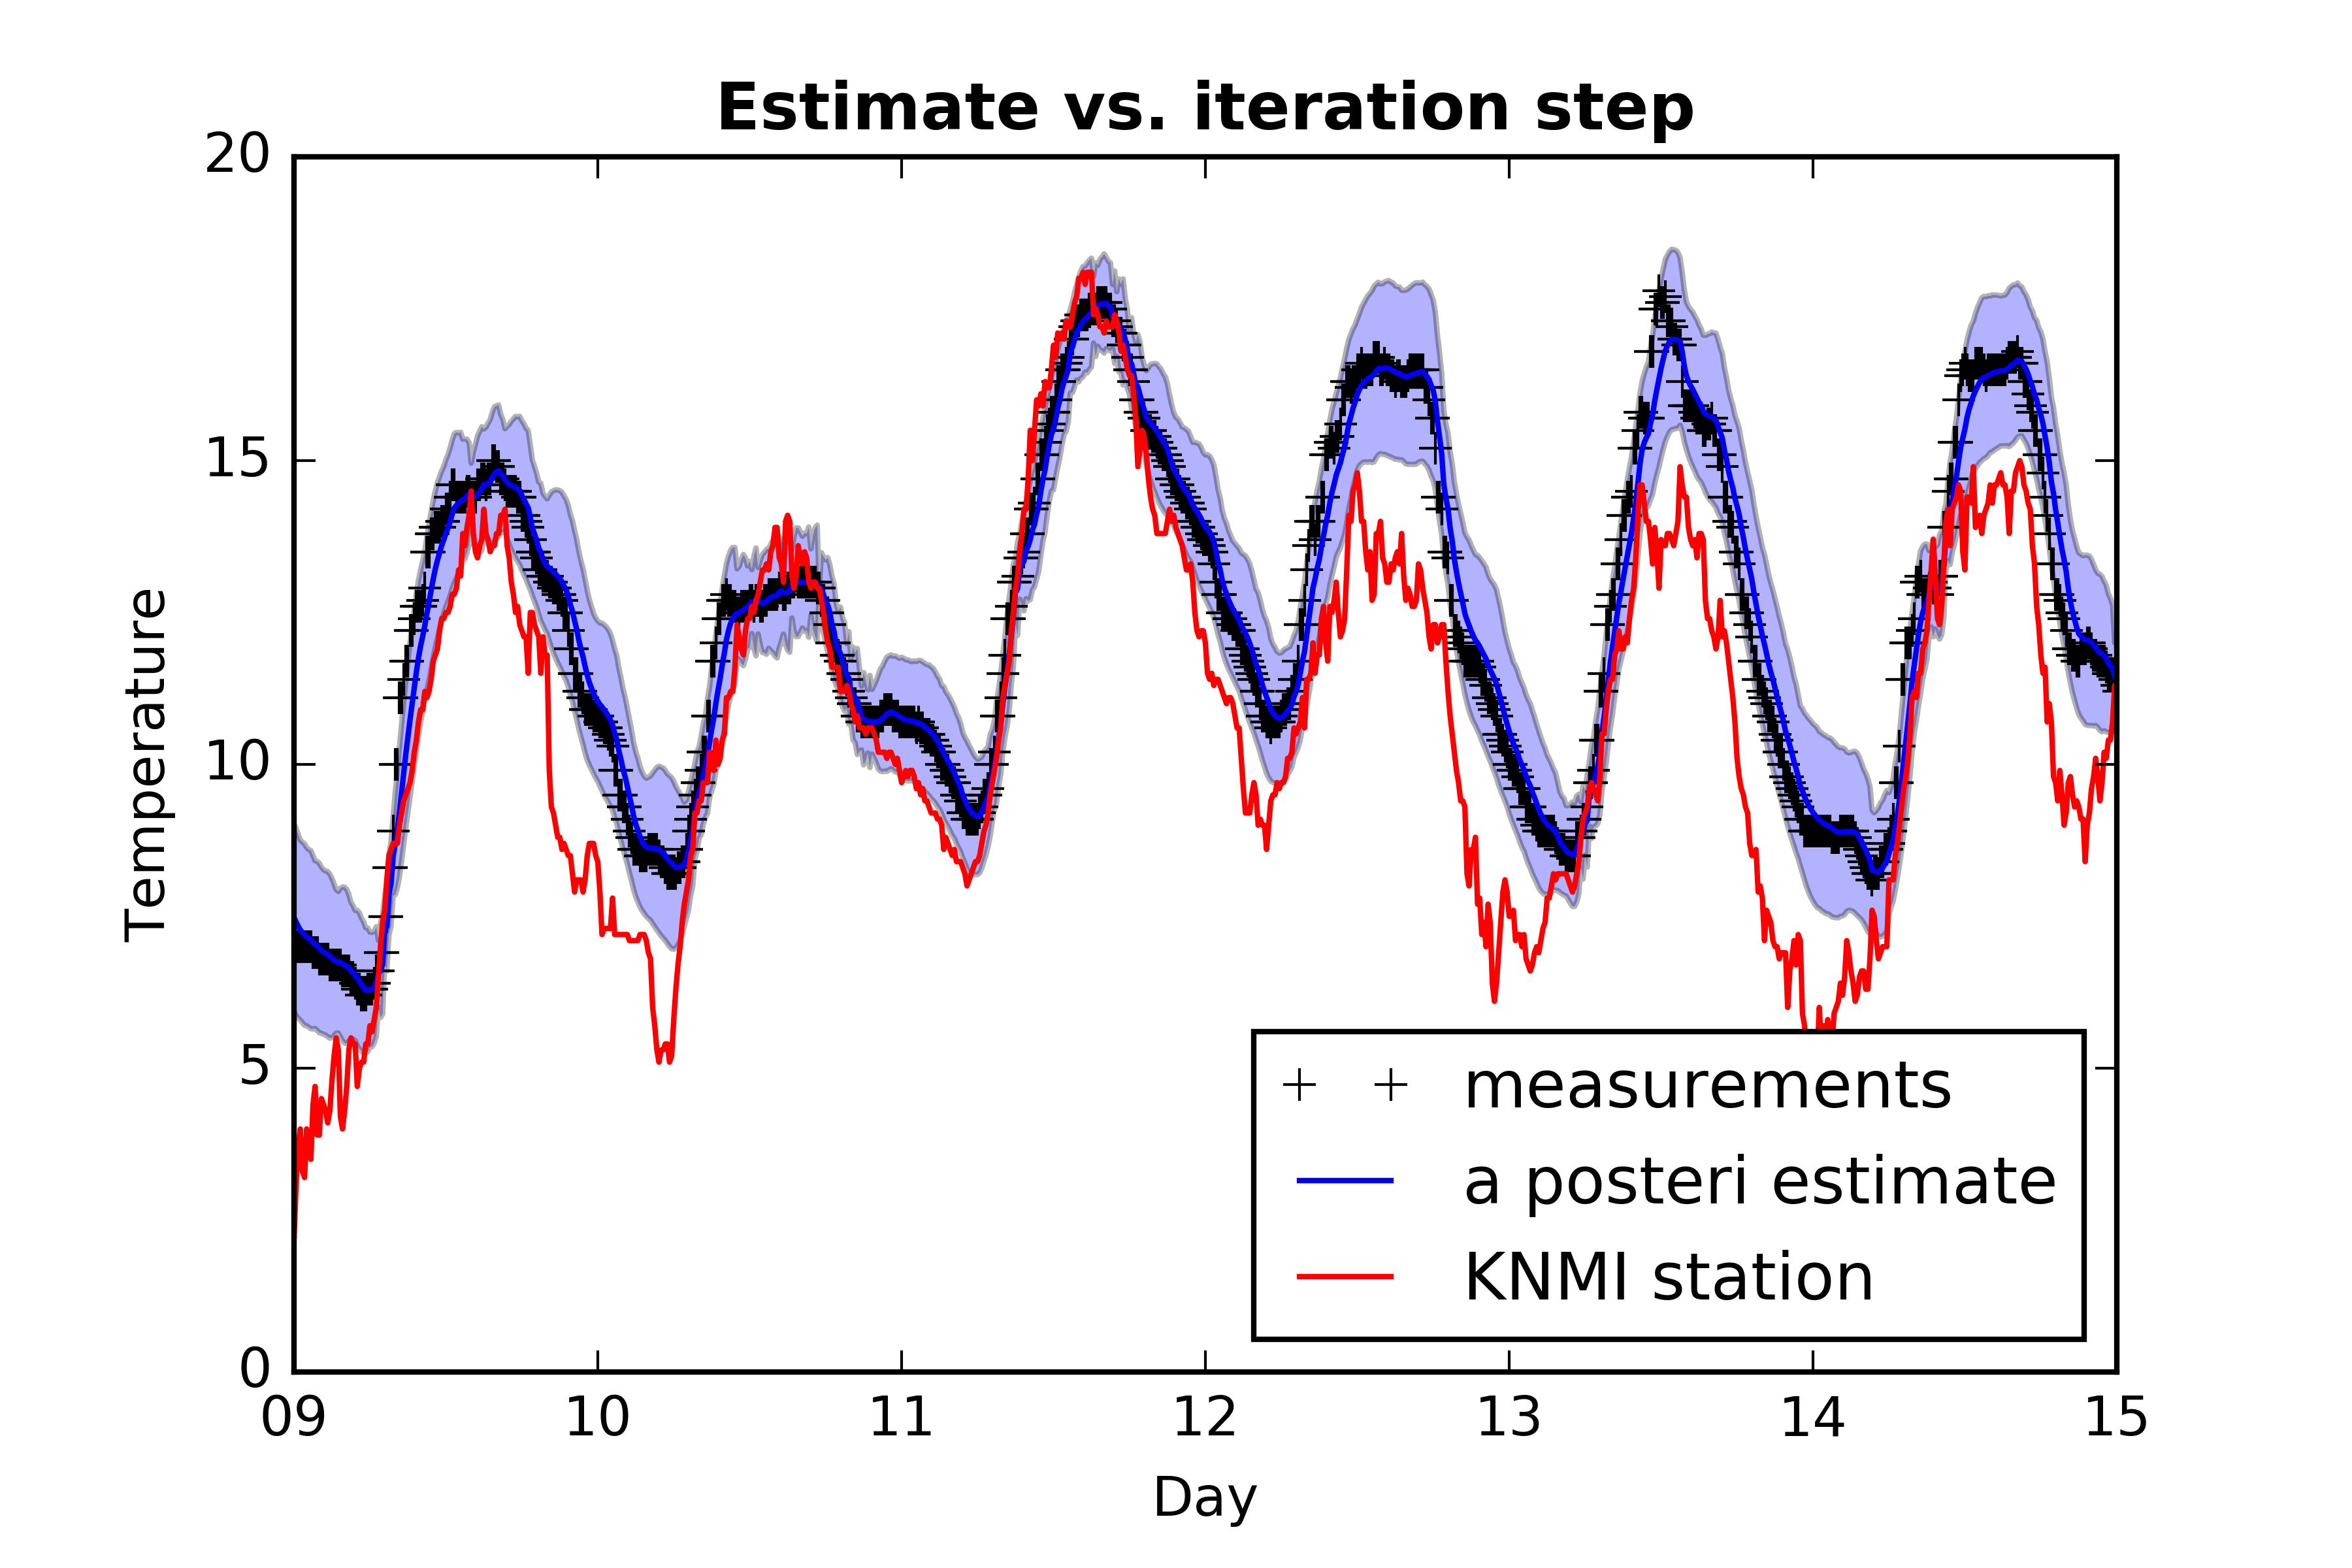 Estimate vs. iteration step
20
15
10
5
0
Temperature
measurements
a posteri estimate
KNMI station
09 10 11 12 13 14 15
Day